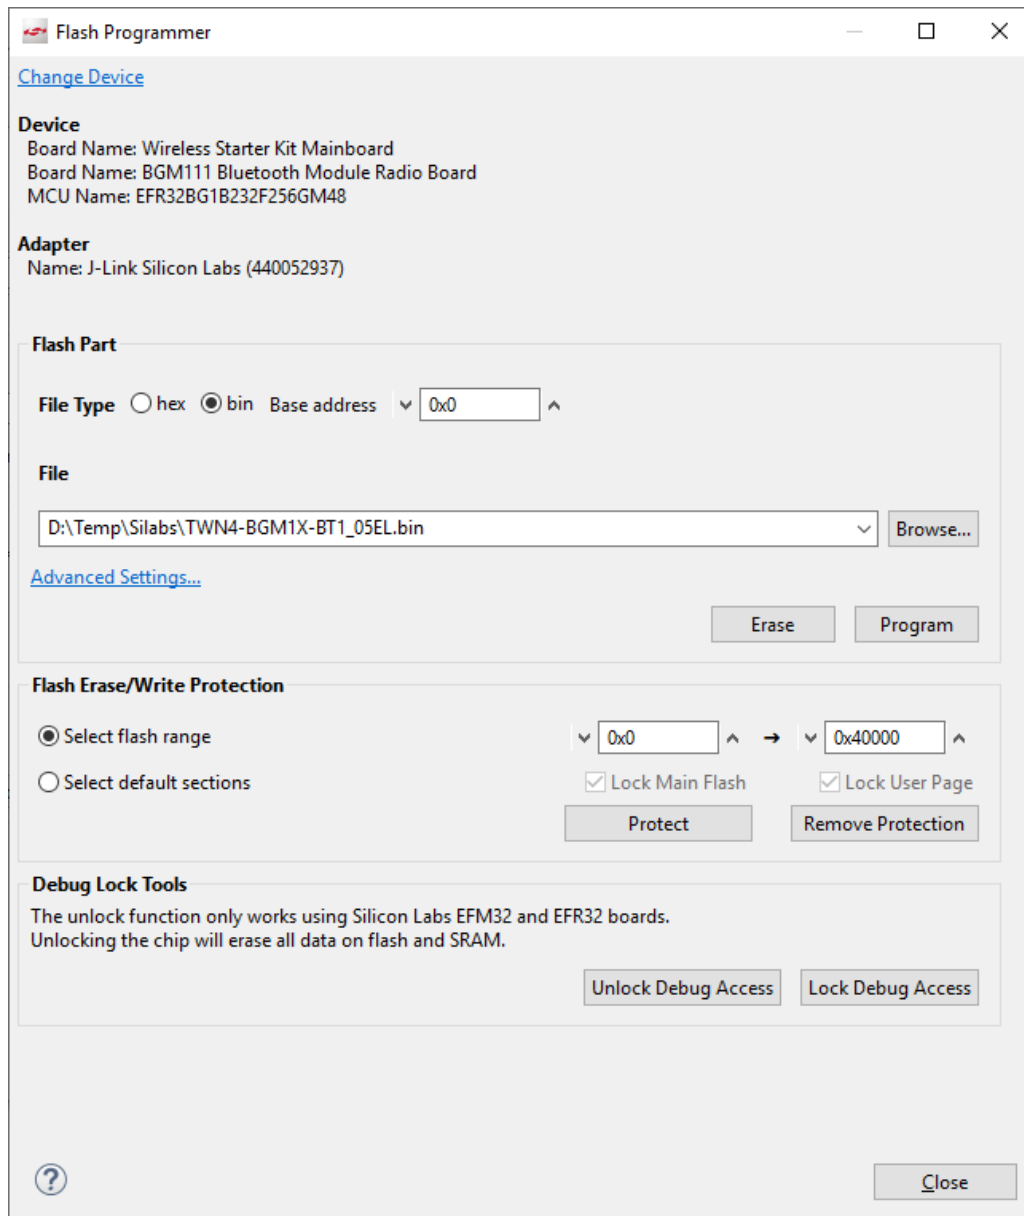 Flash Programmer
Change Device
Device
Board Name: Wireless Starter Kit Mainboard
Board Name: BGM111 Bluetooth Module Radio Board
MCU Name: EFR32BG1B232F256GM48
Adapter
Name: J-Link Silicon Labs (440052937)
Flash Part
File Type hex bin Base address 0x0
File
D:\Temp\Silabs\TWN4-BGM1X-BT1_05EL.bin Browse...
Advanced Settings...
Erase Program
Flash Erase/Write Protection
Select flash range 0x0 → 0x40000
Select default sections Lock Main Flash Lock User Page
Protect Remove Protection
Debug Lock Tools
The unlock function only works using Silicon Labs EFM32 and EFR32 boards.
Unlocking the chip will erase all data on flash and SRAM.
Unlock Debug Access Lock Debug Access
? Close